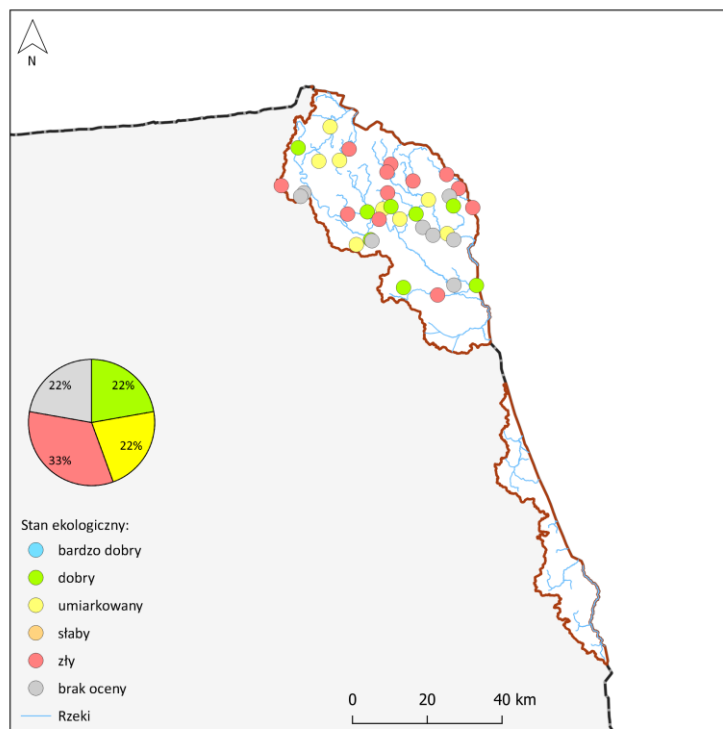 N
22%
22%
22%
33%
Stan ekologiczny:
bardzo dobry
dobry
umiarkowany
słaby
zły
brak oceny
Rzeki
0 20 40 km